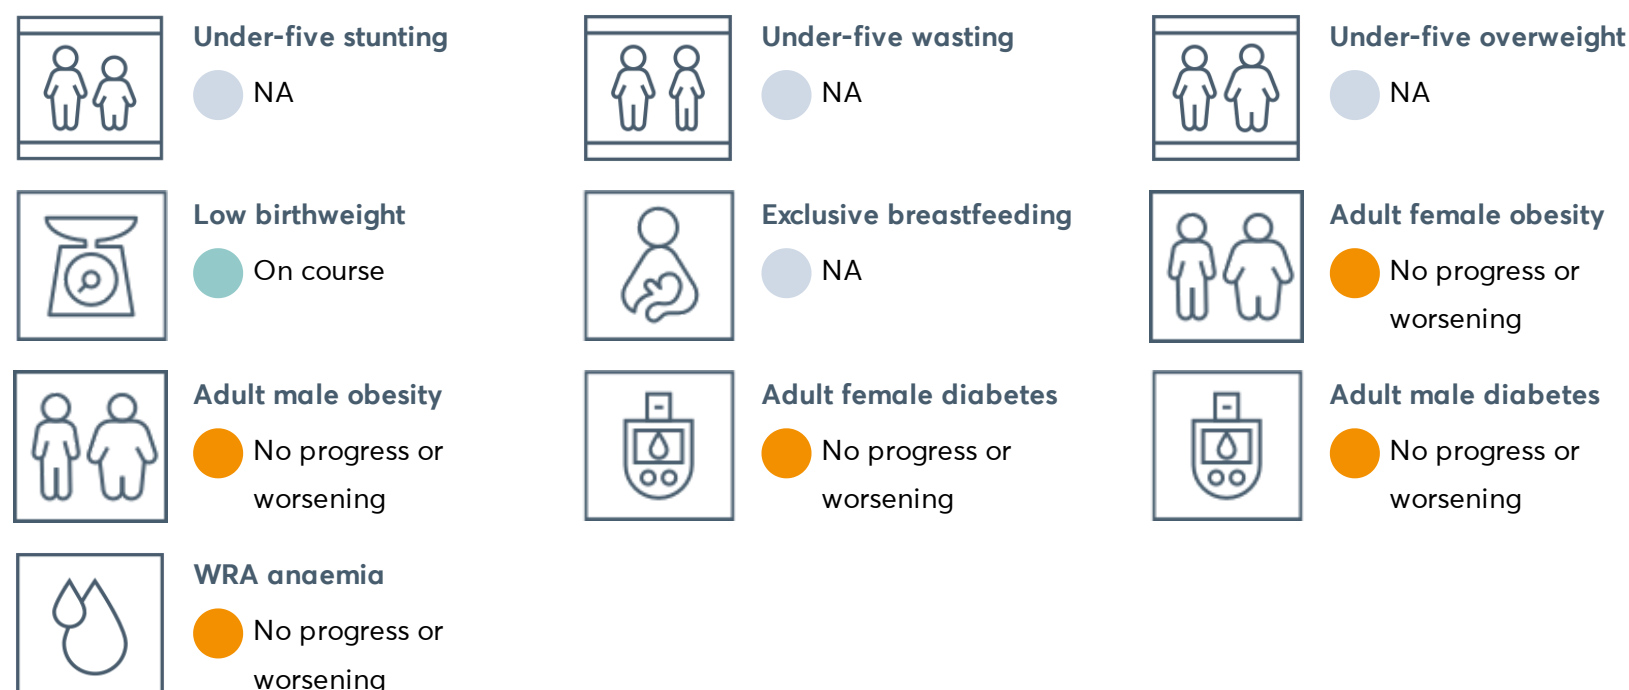 Under-five stunting
NA
Under-five wasting
NA
Under-five overweight
NA
Low birthweight
On course
Exclusive breastfeeding
NA
Adult female obesity
No progress or
worsening
Adult male obesity
No progress or
worsening
Adult female diabetes
No progress or
worsening
Adult male diabetes
No progress or
worsening
WRA anaemia
No progress or
worsening